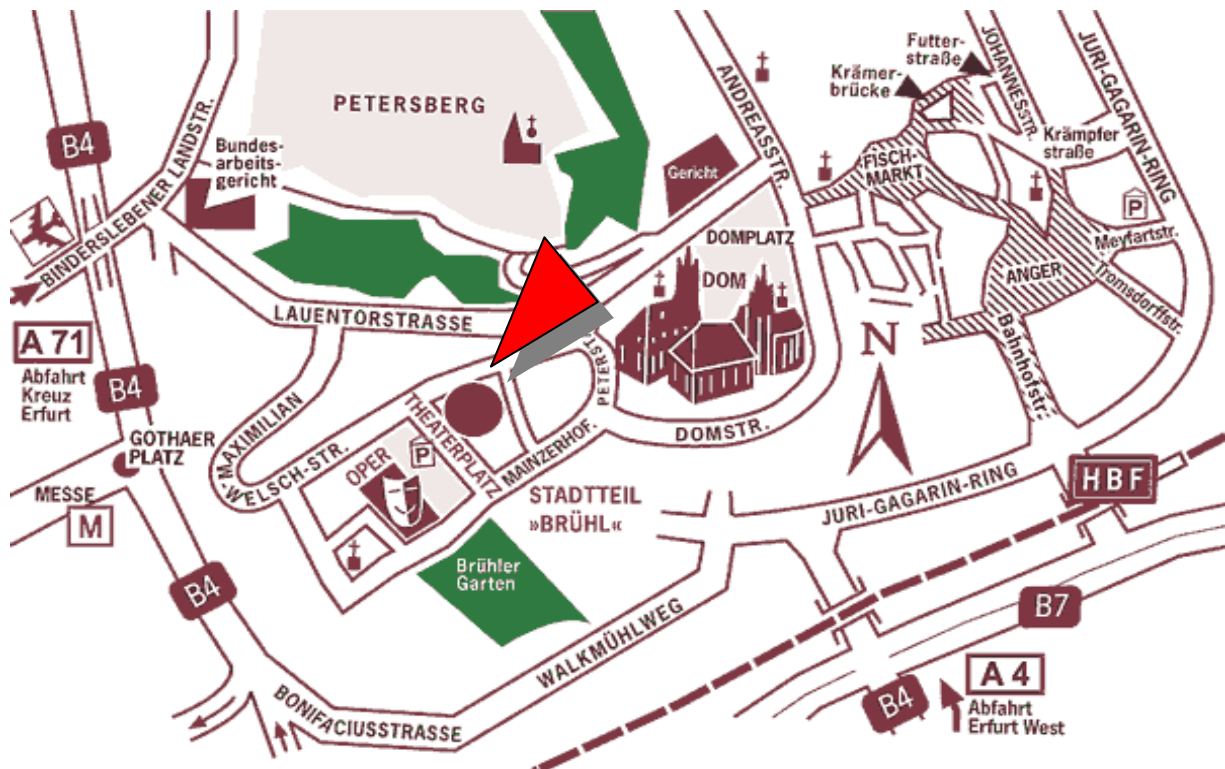 PETERSBERG
B4
Bundes-
arbeits-
gericht
BINDERSLEBENER LANDSTR.
ANDREASSTR.
Futter-
straße
Krämer-
brücke
JOHANNESSTR.
JURI-GAGARIN-RING
Krämpfer
straße
FISCH-
MARKT
Gericht
P
Meyfartstr.
ANGER
Tromsdorffstr.
DOMPLATZ
DOM
LAUENTORSTRASSE
PETERSTR.
N
Bahnhofstr.
A 71
Abfahrt
Kreuz
Erfurt
B4
GOTHAER
PLATZ
MAXIMILIAN
-WELSCH-STR.
THEATERPLATZ
OPER
P
MAINZERHOF.
DOMSTR.
MESSE
M
STADTTEIL
»BRÜHL«
JURI-GAGARIN-RING
HBF
Brühler
Garten
B4
B7
WALKMÜHLWEG
BONIFACIUSSTRASSE
B4
A 4
Abfahrt
Erfurt West